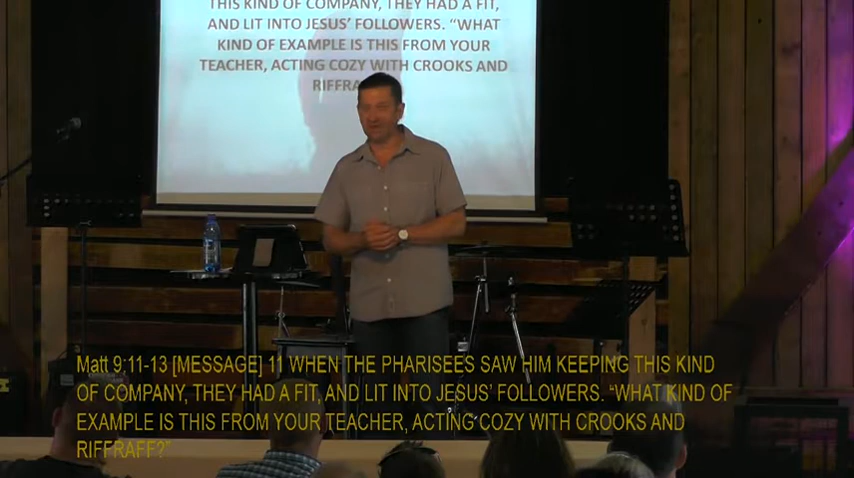 THIS KIND OF COMPANY, THEY HAD A FIT,
AND LIT INTO JESUS' FOLLOWERS. "WHAT
KIND OF EXAMPLE IS THIS FROM YOUR
TEACHER, ACTING COZY WITH CROOKS AND
Matt 9:11-13 [MESSAGE] 11 WHEN THE PHARISEES SAW HIM KEEPING THIS KIND
OF COMPANY, THEY HAD A FIT, AND LIT INTO JESUS' FOLLOWERS. "WHAT KIND OF
EXAMPLE IS THIS FROM YOUR TEACHER, ACTING COZY WITH CROOKS AND
RIFFRAFF?"